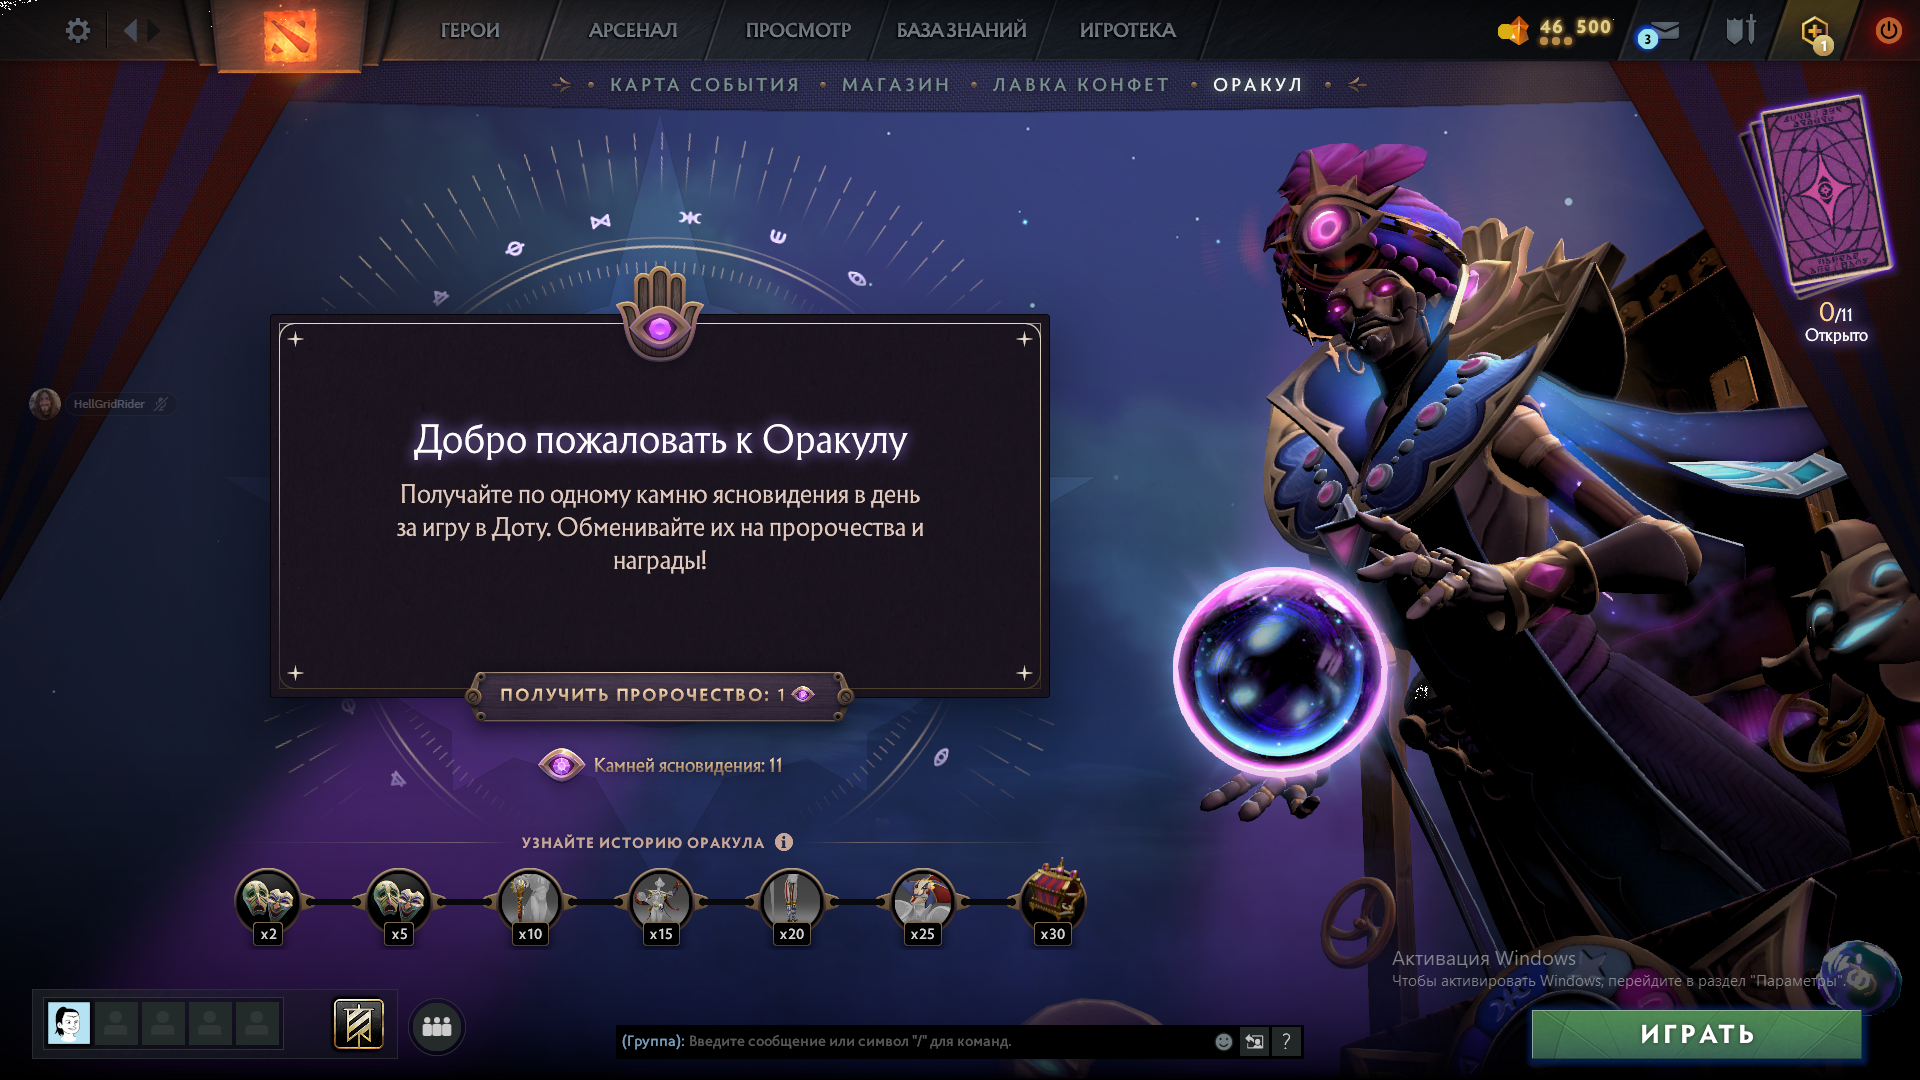 ГЕРОИ
АРСЕНАЛ
ПРОСМОТР
БАЗА ЗНАНИЙ
ИГРОТЕКА
46 500
3
1
КАРТА СОБЫТИЯ
МАГАЗИН
ЛАВКА КОНФЕТ
ОРАКУЛ
0/11
Открыто
HellGridRider
Добро пожаловать к Оракулу
Получайте по одному камню ясновидения в день
за игру в Доту. Обменивайте их на пророчества и
награды!
ПОЛУЧИТЬ ПРОРОЧЕСТВО: 1
Камней ясновидения: 11
УЗНАЙТЕ ИСТОРИЮ ОРАКУЛА
x2
x5
x10
x15
x20
x25
x30
Активация Windows
Чтобы активировать Windows, перейдите в раздел "Параметры".
(Группа): Введите сообщение или символ "/" для команд.
?
ИГРАТЬ